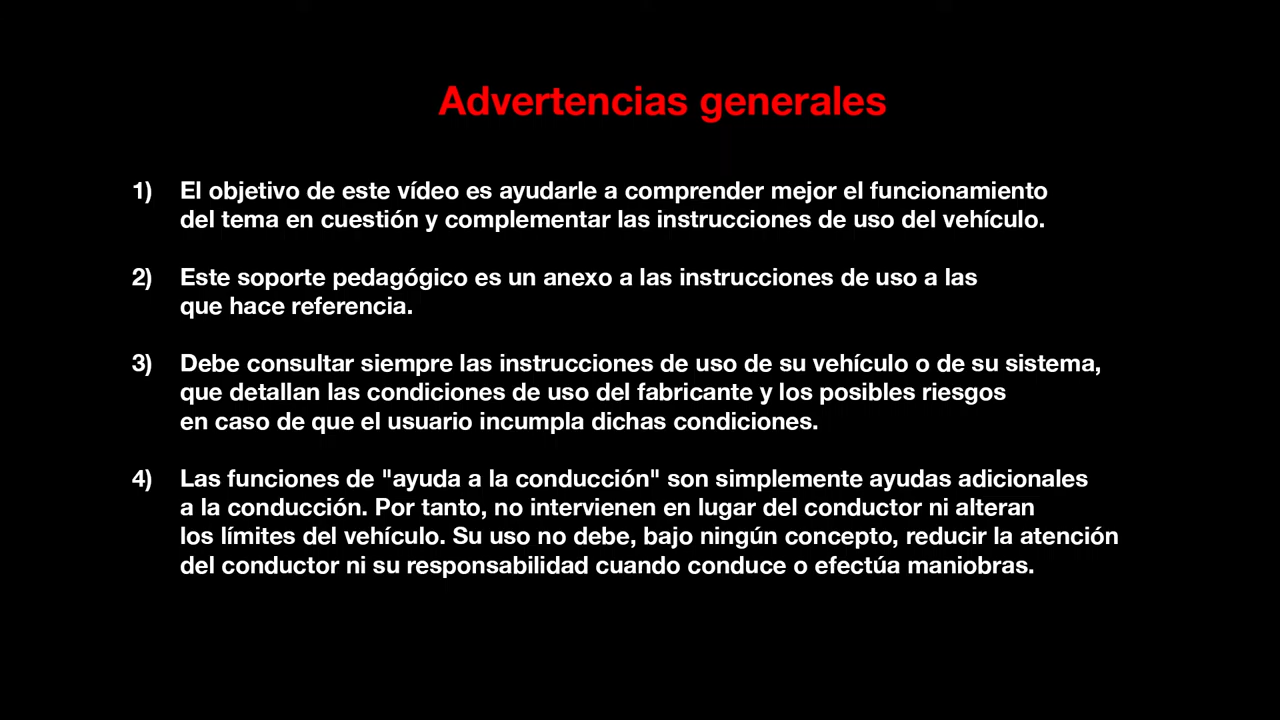 Advertencias generales
1) El objetivo de este vídeo es ayudarle a comprender mejor el funcionamiento
del tema en cuestión y complementar las instrucciones de uso del vehículo.
2) Este soporte pedagógico es un anexo a las instrucciones de uso a las
que hace referencia.
3) Debe consultar siempre las instrucciones de uso de su vehículo o de su sistema,
que detallan las condiciones de uso del fabricante y los posibles riesgos
en caso de que el usuario incumpla dichas condiciones.
4) Las funciones de "ayuda a la conducción" son simplemente ayudas adicionales
a la conducción. Por tanto, no intervienen en lugar del conductor ni alteran
los límites del vehículo. Su uso no debe, bajo ningún concepto, reducir la atención
del conductor ni su responsabilidad cuando conduce o efectúa maniobras.